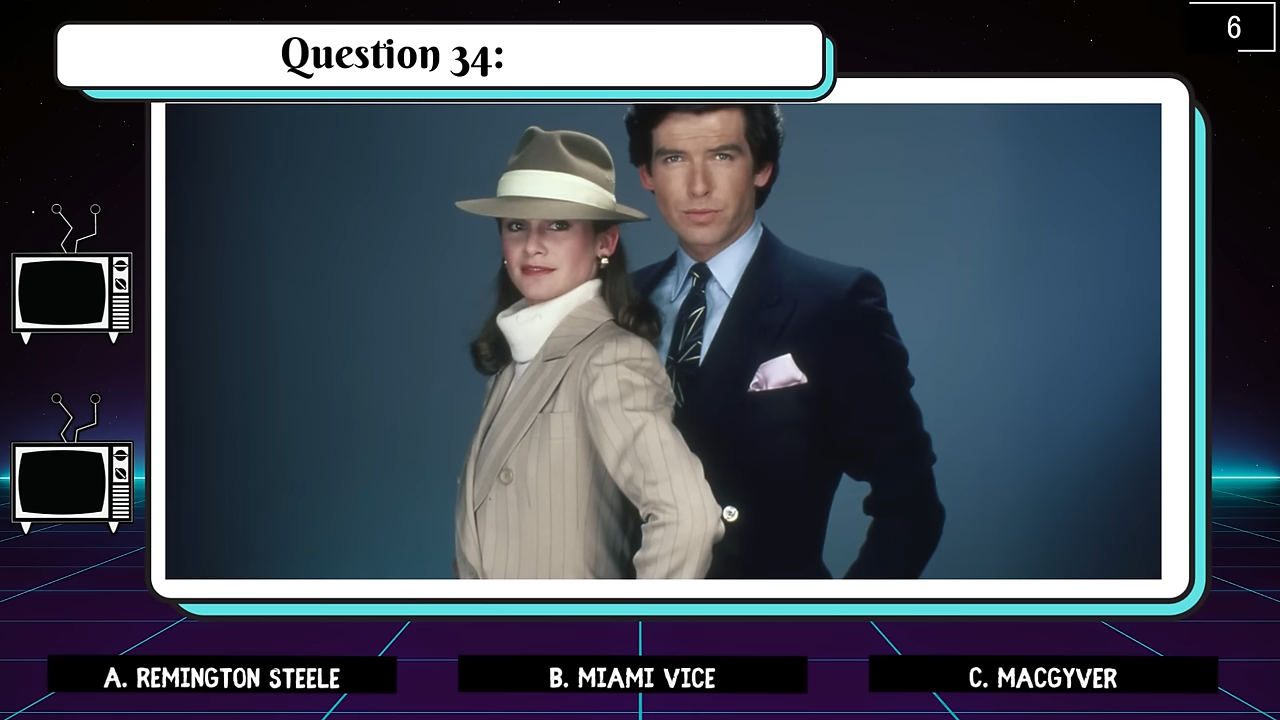 Question 34:
6
A. REMINGTON STEELE
B. MIAMI VICE
C. MACGYVER